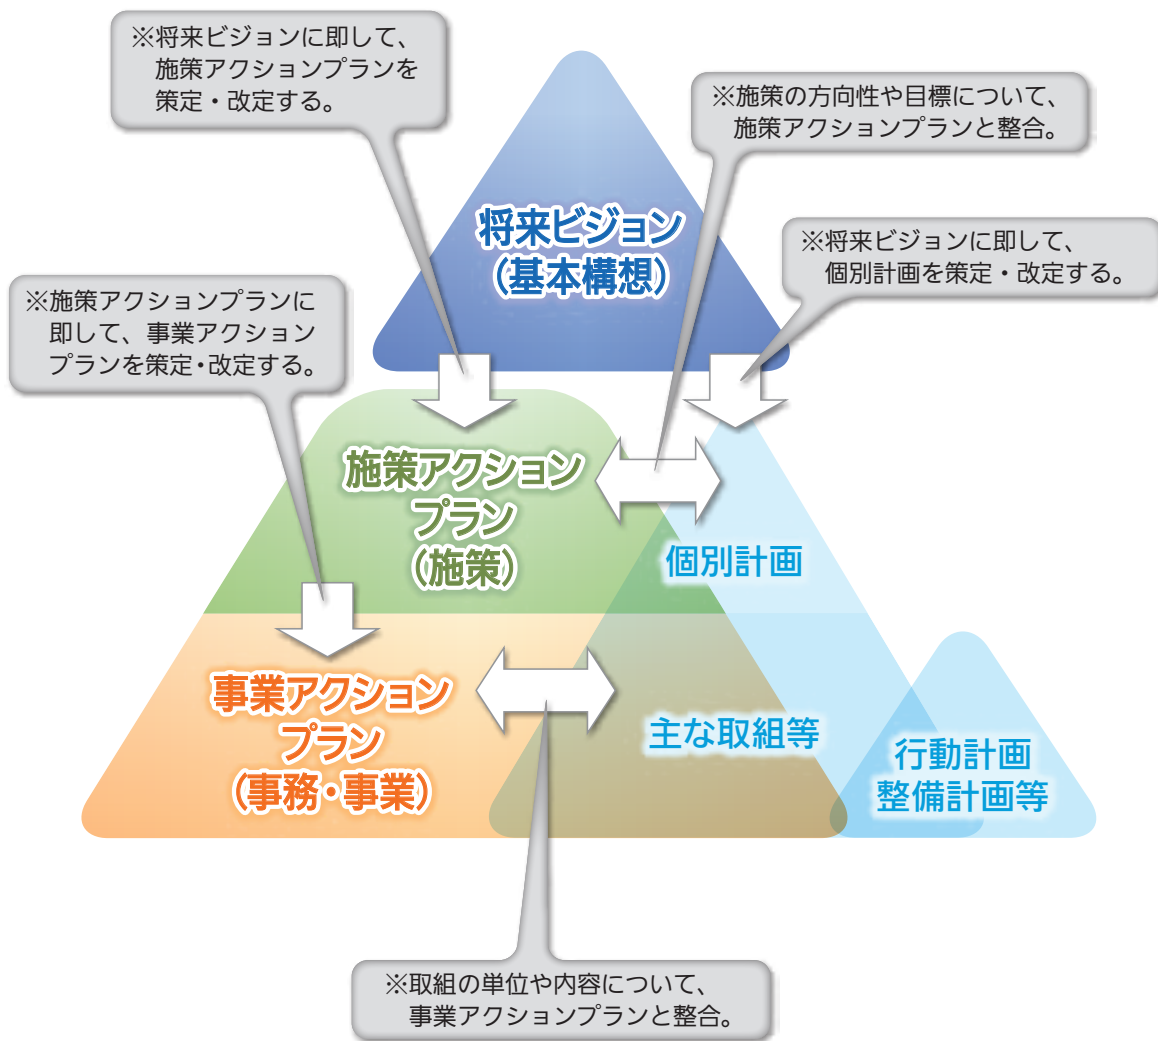 ※将来ビジョンに即して、
施策アクションプランを
策定・改定する。
※施策の方向性や目標について、
施策アクションプランと整合。
将来ビジョン
（基本構想）
※将来ビジョンに即して、
個別計画を策定・改定する。
※施策アクションプランに
即して、事業アクション
プランを策定・改定する。
施策アクション
プラン
（施策）
個別計画
事業アクション
プラン
（事務・事業）
主な取組等
行動計画
整備計画等
※取組の単位や内容について、
事業アクションプランと整合。